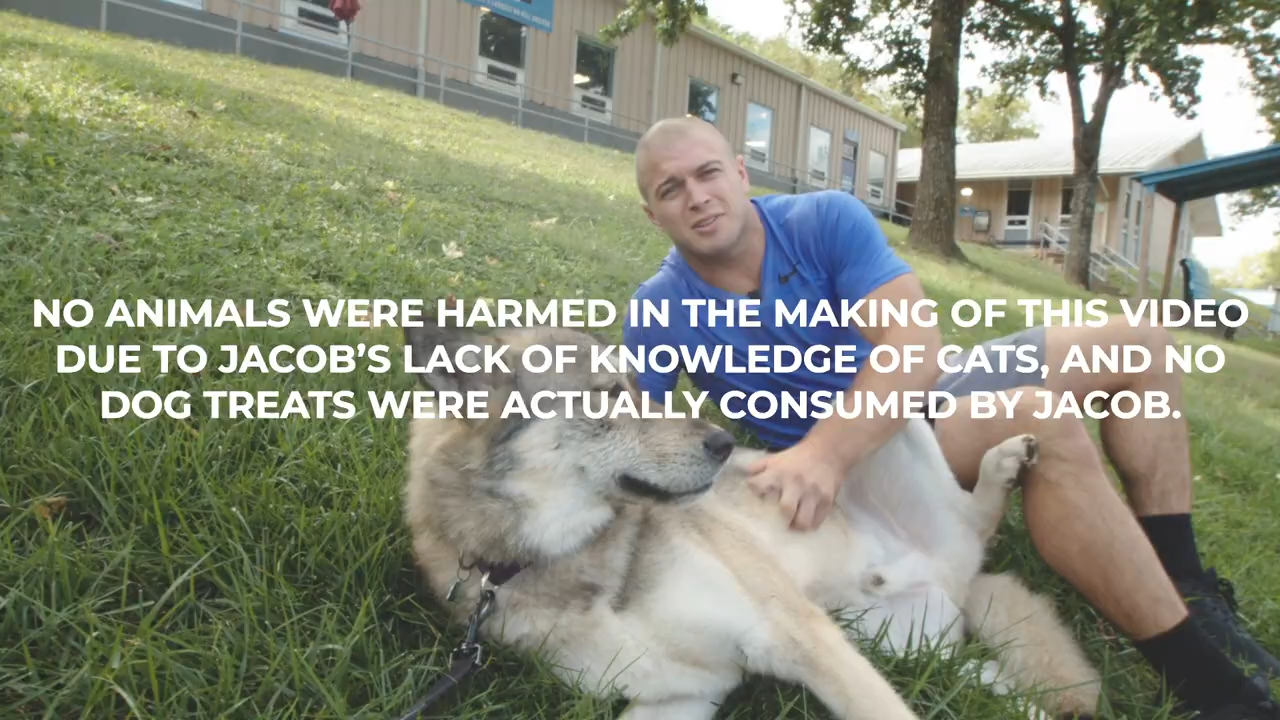 NO ANIMALS WERE HARMED IN THE MAKING OF THIS VIDEO
DUE TO JACOB’S LACK OF KNOWLEDGE OF CATS, AND NO
DOG TREATS WERE ACTUALLY CONSUMED BY JACOB.